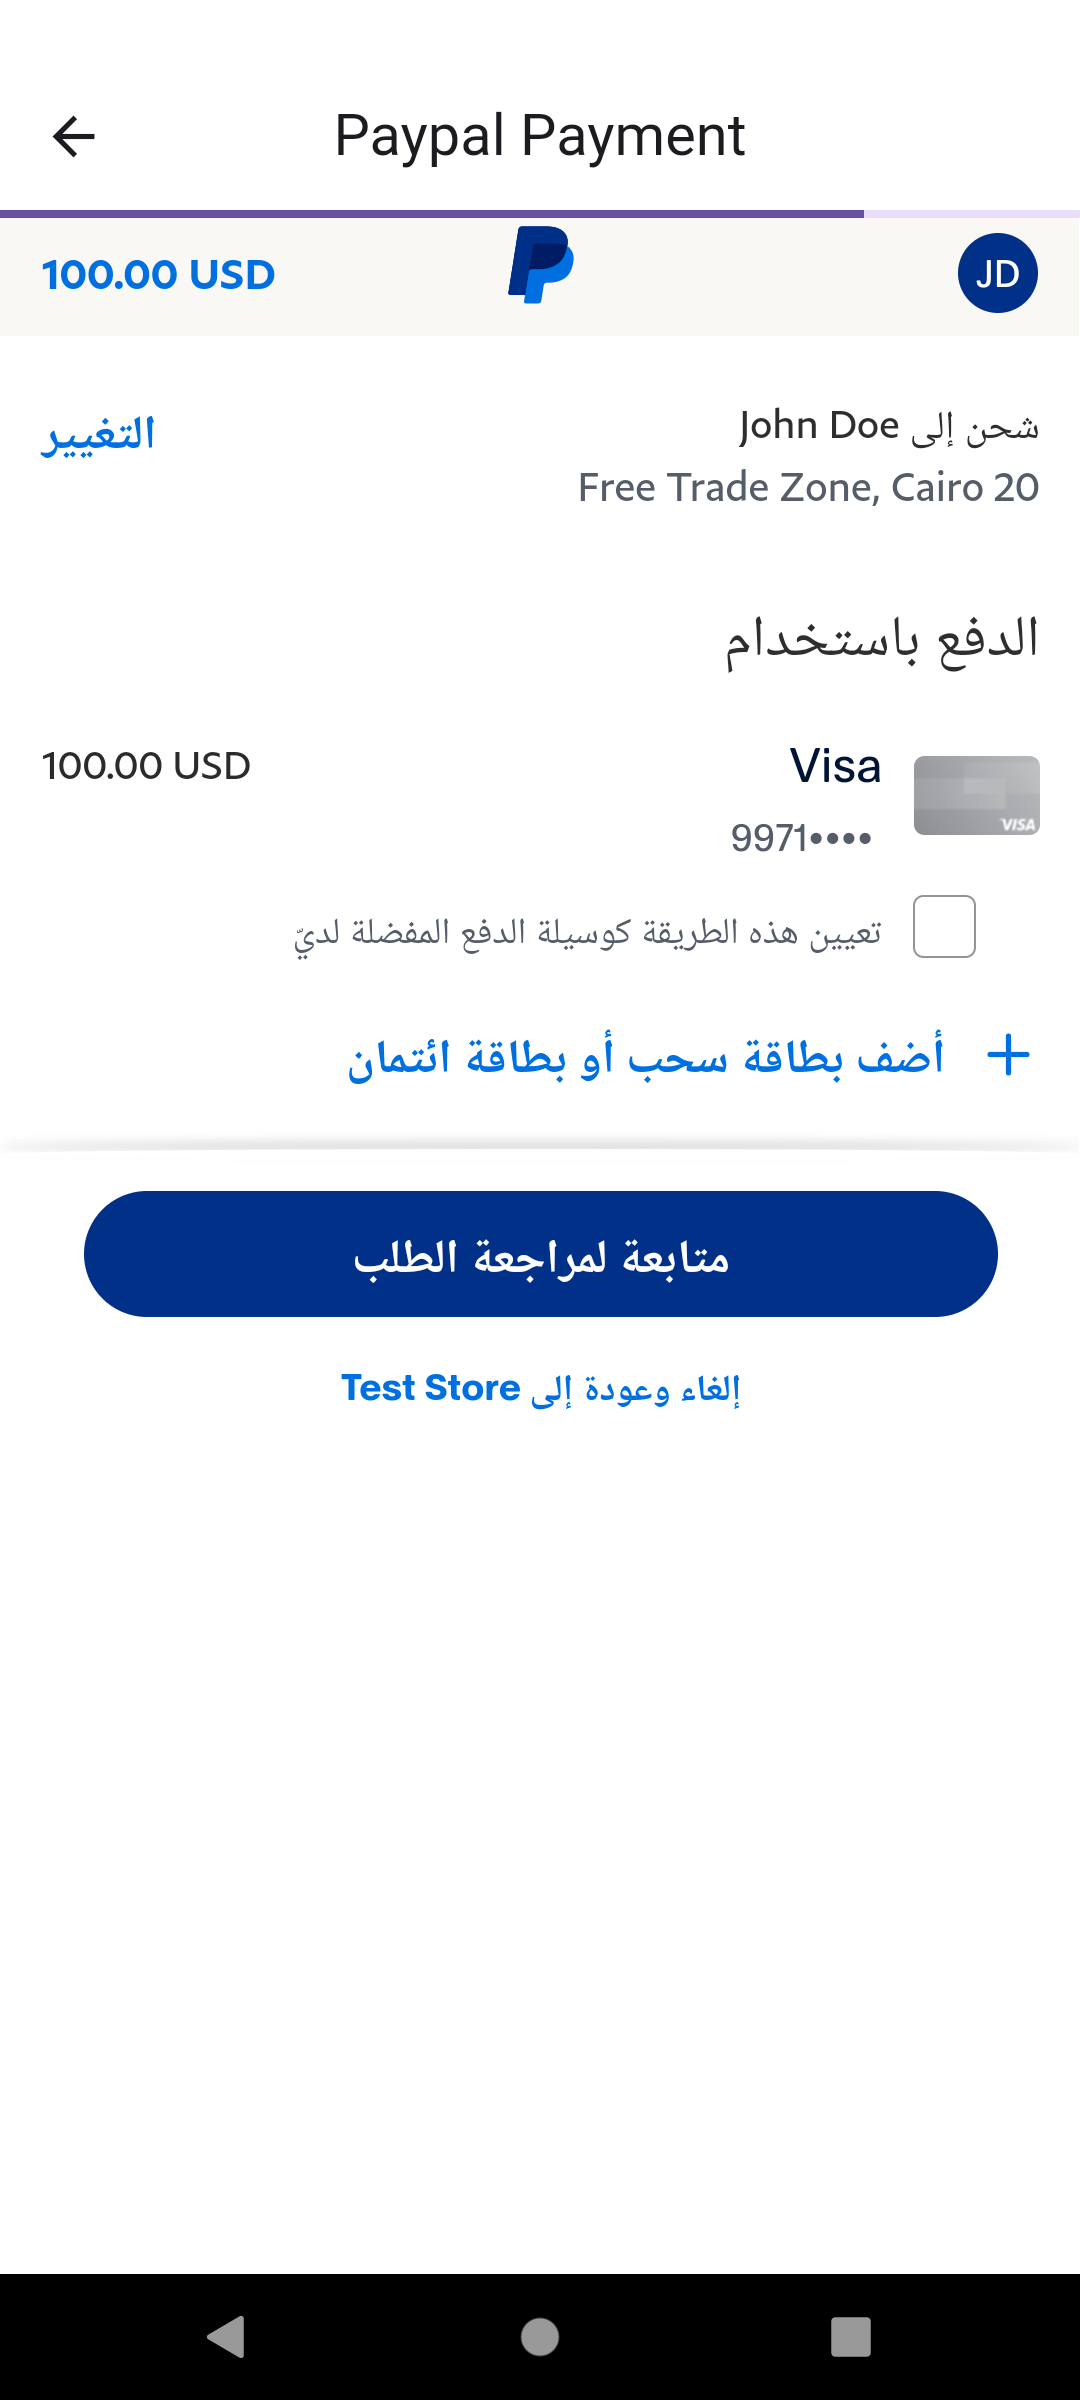 Paypal Payment
100.00 USD
JD
شحن إلى John Doe
التغيير
Free Trade Zone, Cairo 20
الدفع باستخدام
Visa
100.00 USD
VISA
9971••••
تعيين هذه الطريقة كوسيلة الدفع المفضلة لديّ
أضف بطاقة سحب أو بطاقة ائتمان
متابعة لمراجعة الطلب
إلغاء وعودة إلى Test Store